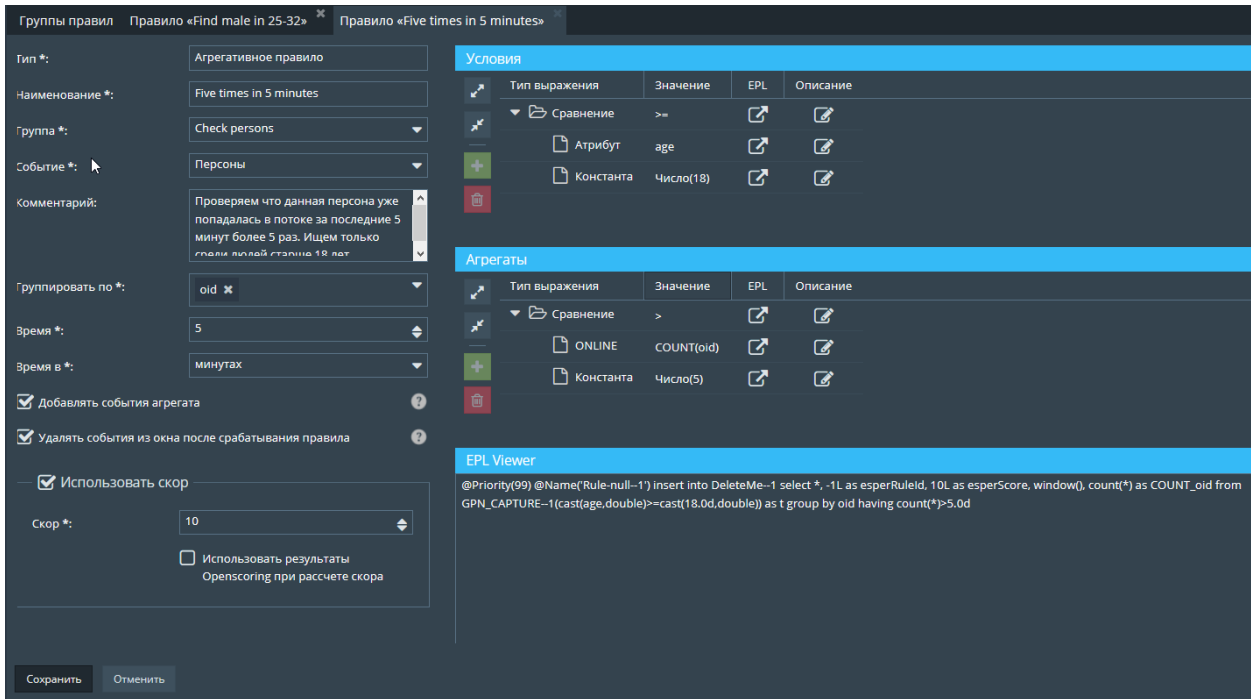 Группы правил Правило «Find male in 25-32» Правило «Five times in 5 minutes»
Тип *: Агрегативное правило
Наименование *: Five times in 5 minutes
Группа *: Check persons
Событие *: Персоны
Комментарий: Проверяем что данная персона уже
попадалась в потоке за последние 5
минут более 5 раз. Ищем только
среди людей старше 18 лет
Группировать по *: oid
Время *: 5
Время в *: минутах
Добавлять события агрегата
Удалять события из окна после срабатывания правила
Использовать скор
Скор *: 10
Использовать результаты
Openscoring при рассчете скора
Сохранить Отменить
Условия
Тип выражения Значение EPL Описание
Сравнение >=
Атрибут age
Константа Число(18)
Агрегаты
Тип выражения Значение EPL Описание
Сравнение >
ONLINE COUNT(oid)
Константа Число(5)
EPL Viewer
@Priority(99) @Name('Rule-null--1') insert into DeleteMe--1 select *, -1L as esperRuleId, 10L as esperScore, window(), count(*) as COUNT_oid from
GPN_CAPTURE--1(cast(age,double)>=cast(18.0d,double)) as t group by oid having count(*)>5.0d